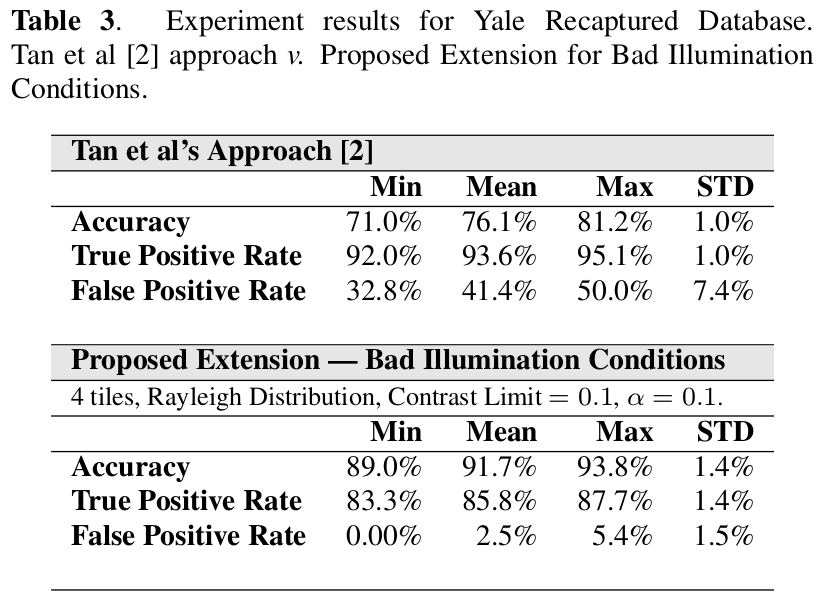 Table 3. Experiment results for Yale Recaptured Database.
Tan et al [2] approach v. Proposed Extension for Bad Illumination
Conditions.
Tan et al’s Approach [2]
Min Mean Max STD
Accuracy 71.0% 76.1% 81.2% 1.0%
True Positive Rate 92.0% 93.6% 95.1% 1.0%
False Positive Rate 32.8% 41.4% 50.0% 7.4%
Proposed Extension — Bad Illumination Conditions
4 tiles, Rayleigh Distribution, Contrast Limit = 0.1, α = 0.1.
Min Mean Max STD
Accuracy 89.0% 91.7% 93.8% 1.4%
True Positive Rate 83.3% 85.8% 87.7% 1.4%
False Positive Rate 0.00% 2.5% 5.4% 1.5%